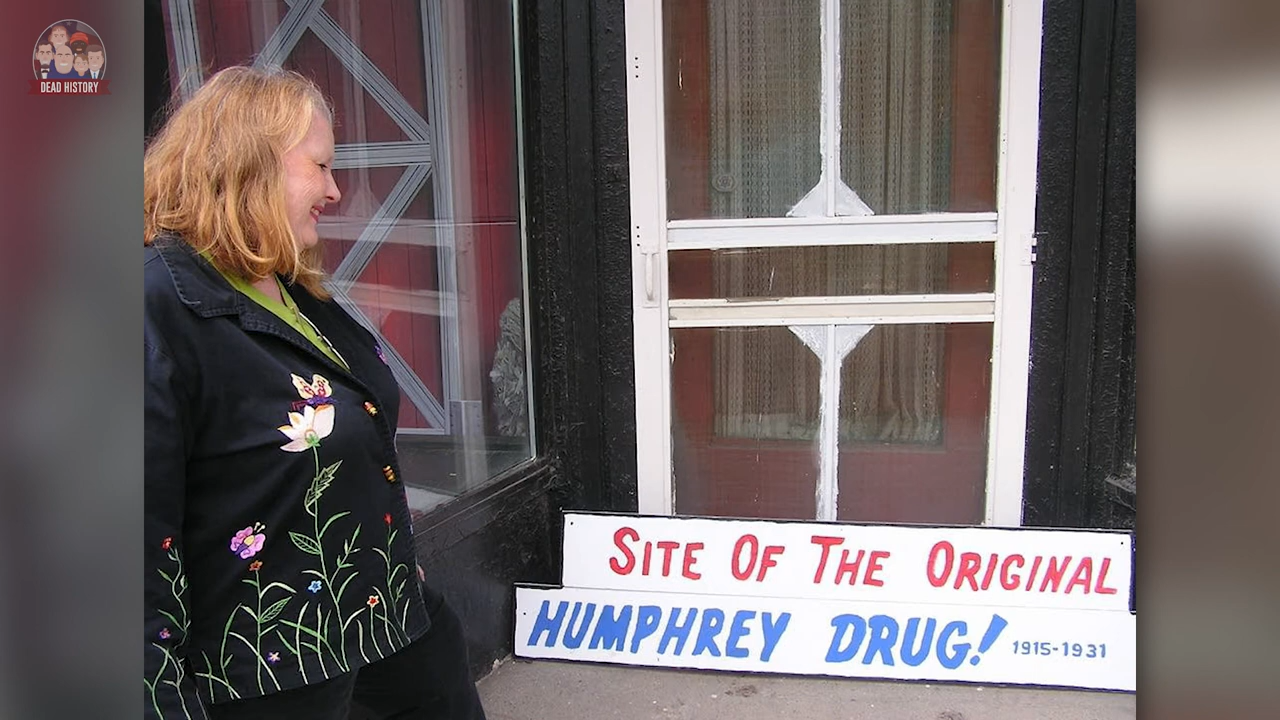 DEAD HISTORY
SITE OF THE ORIGINAL
HUMPHREY DRUG! 1915-1931